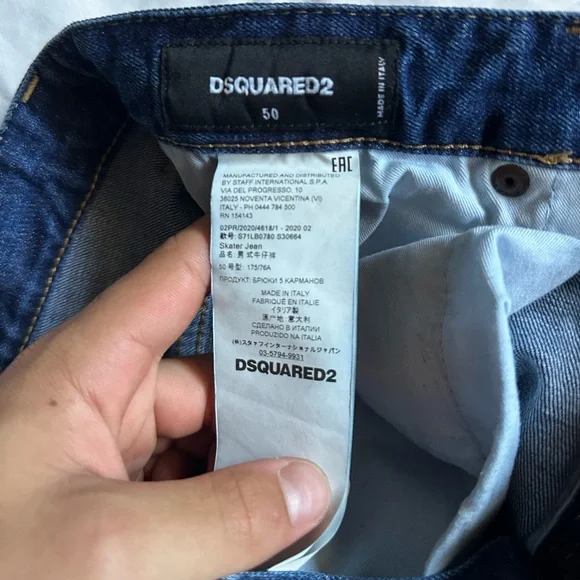 DSQUARED2
50
MADE IN ITALY
EAC
MANUFACTURED AND DISTRIBUTED
BY STAFF INTERNATIONAL S.P.A.
VIA DEL PROGRESSO, 10
36025 NOVENTA VICENTINA (VI)
ITALY - PH 0444 784 500
RN 154143
02PR/2020/4618/1 - 2020 02
款号: S71LB0780 S30664
Skater Jean
品名: 男式牛仔裤
50 号型: 175/76A
ПРОДУКТ: БРЮКИ 5 КАРМАНОВ
MADE IN ITALY
FABRIQUÉ EN ITALIE
イタリア製
原产地: 意大利
СДЕЛАНО В ИТАЛИИ
PRODUZIDO NA ITALIA
(株)スタッフインターナショナルジャパン
03-5794-9931
DSQUARED2